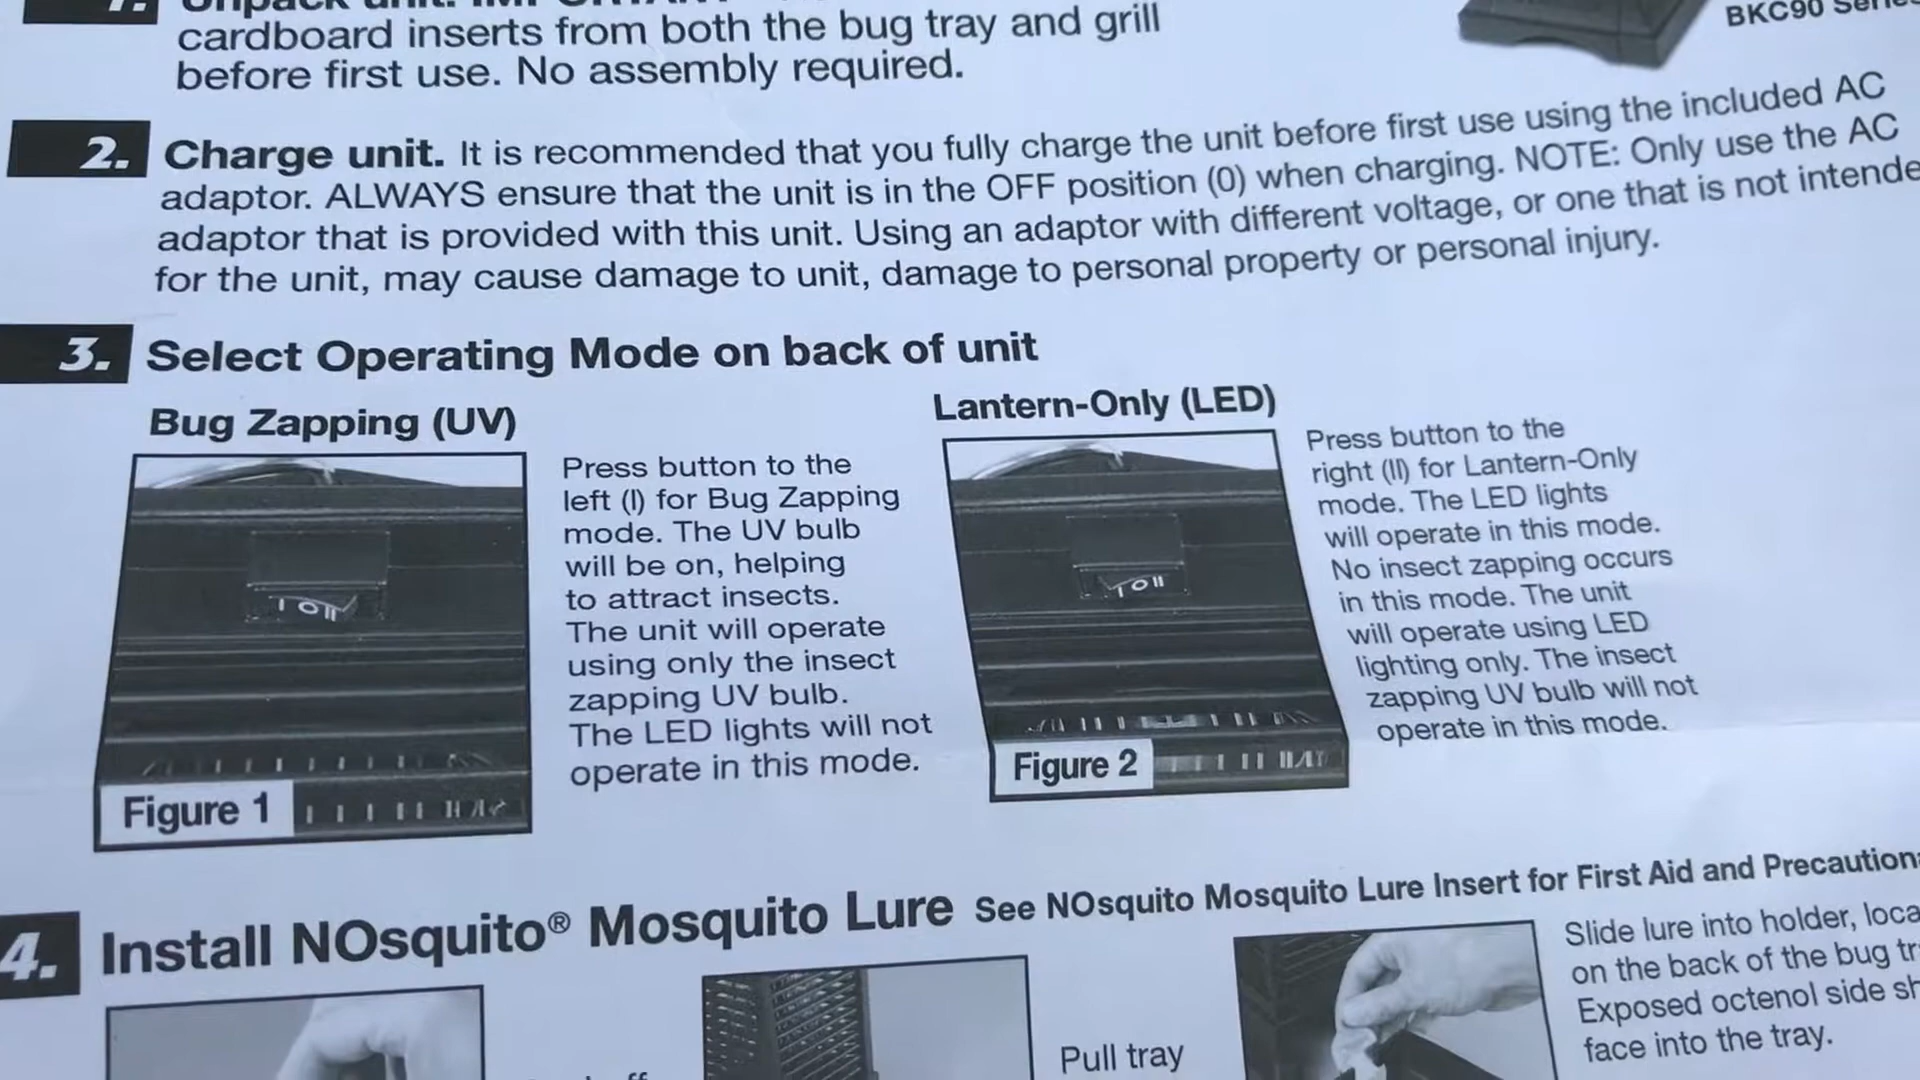 1. Unpack unit.
cardboard inserts from both the bug tray and grill
before first use. No assembly required.
BKC90 Series
2. Charge unit. It is recommended that you fully charge the unit before first use using the included AC
adaptor. ALWAYS ensure that the unit is in the OFF position (0) when charging. NOTE: Only use the AC
adaptor that is provided with this unit. Using an adaptor with different voltage, or one that is not intende
for the unit, may cause damage to unit, damage to personal property or personal injury.
3. Select Operating Mode on back of unit
Bug Zapping (UV)
I O II
Figure 1
Press button to the
left (I) for Bug Zapping
mode. The UV bulb
will be on, helping
to attract insects.
The unit will operate
using only the insect
zapping UV bulb.
The LED lights will not
operate in this mode.
Lantern-Only (LED)
I O II
Figure 2
Press button to the
right (II) for Lantern-Only
mode. The LED lights
will operate in this mode.
No insect zapping occurs
in this mode. The unit
will operate using LED
lighting only. The insect
zapping UV bulb will not
operate in this mode.
4. Install NOsquito® Mosquito Lure See NOsquito Mosquito Lure Insert for First Aid and Precaution
Pull tray
Slide lure into holder, loca
on the back of the bug tr
Exposed octenol side sh
face into the tray.